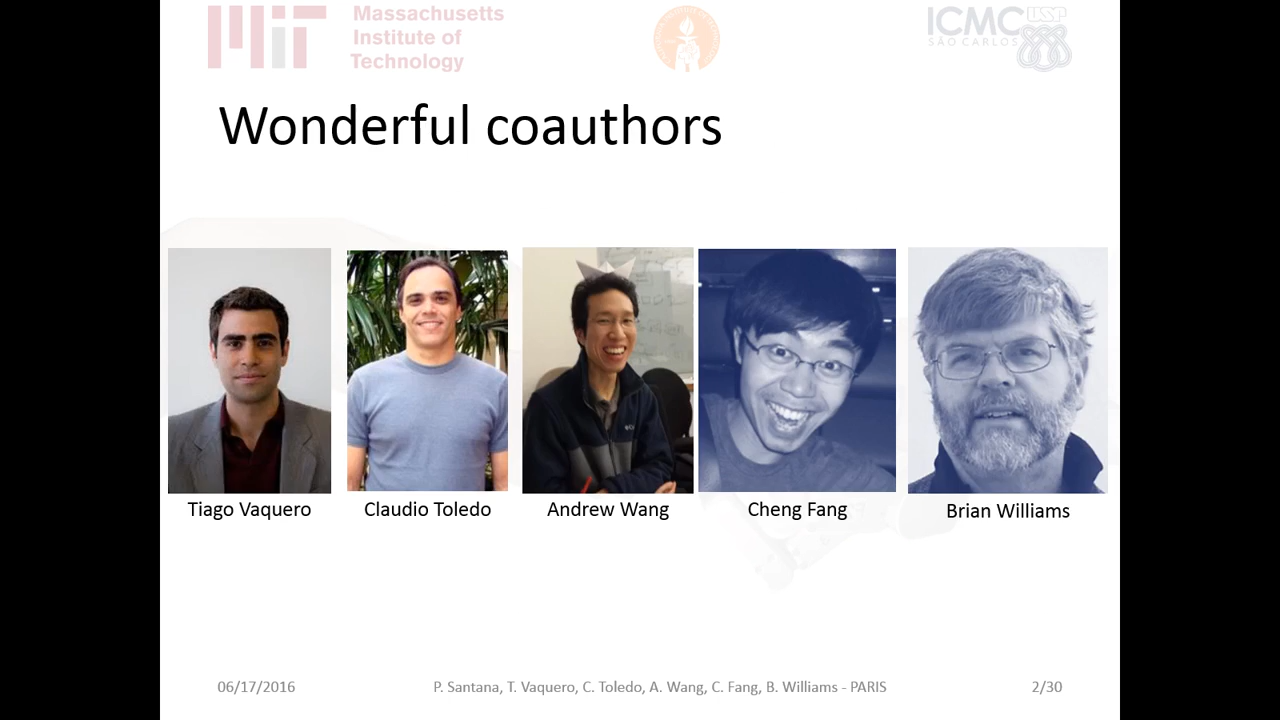 Massachusetts
Institute of
Technology
ICMC USP
SÃO CARLOS
Wonderful coauthors
Tiago Vaquero
Claudio Toledo
Andrew Wang
Cheng Fang
Brian Williams
06/17/2016
P. Santana, T. Vaquero, C. Toledo, A. Wang, C. Fang, B. Williams - PARIS
2/30